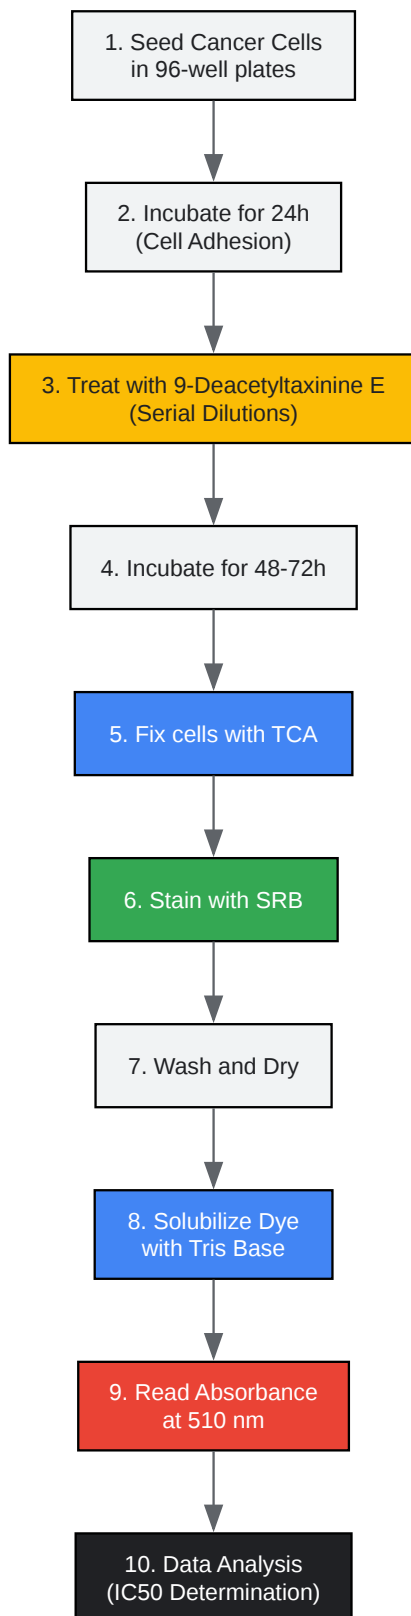 1. Seed Cancer Cells
in 96-well plates
2. Incubate for 24h
(Cell Adhesion)
3. Treat with 9-Deacetyltaxinine E
(Serial Dilutions)
4. Incubate for 48-72h
5. Fix cells with TCA
6. Stain with SRB
7. Wash and Dry
8. Solubilize Dye
with Tris Base
9. Read Absorbance
at 510 nm
10. Data Analysis
(IC50 Determination)